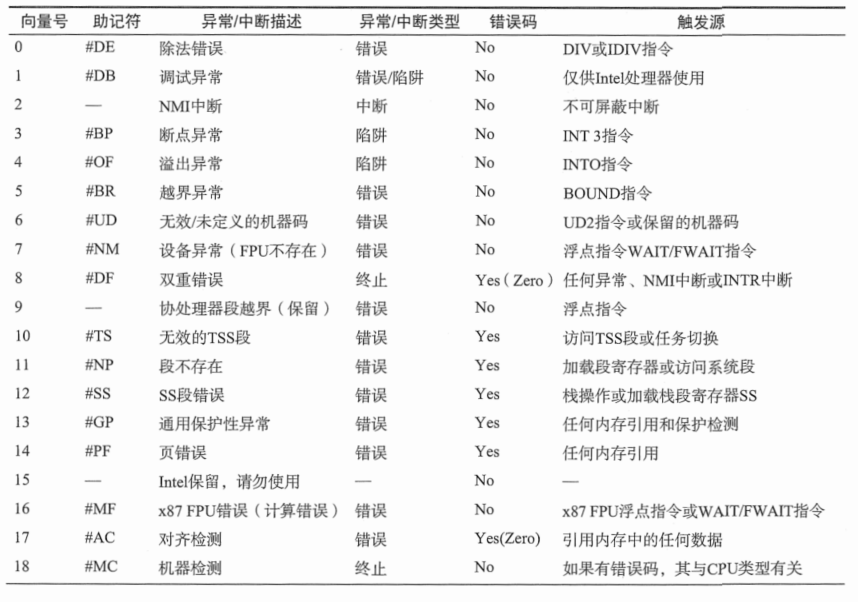 向量号 助记符 异常/中断描述 异常/中断类型 错误码 触发源
0 #DE 除法错误 错误 No DIV或IDIV指令
1 #DB 调试异常 错误/陷阱 No 仅供Intel处理器使用
2 — NMI中断 中断 No 不可屏蔽中断
3 #BP 断点异常 陷阱 No INT 3指令
4 #OF 溢出异常 陷阱 No INTO指令
5 #BR 越界异常 错误 No BOUND指令
6 #UD 无效/未定义的机器码 错误 No UD2指令或保留的机器码
7 #NM 设备异常（FPU不存在） 错误 No 浮点指令WAIT/FWAIT指令
8 #DF 双重错误 终止 Yes（Zero） 任何异常、NMI中断或INTR中断
9 — 协处理器段越界（保留） 错误 No 浮点指令
10 #TS 无效的TSS段 错误 Yes 访问TSS段或任务切换
11 #NP 段不存在 错误 Yes 加载段寄存器或访问系统段
12 #SS SS段错误 错误 Yes 栈操作或加载栈段寄存器SS
13 #GP 通用保护性异常 错误 Yes 任何内存引用和保护检测
14 #PF 页错误 错误 Yes 任何内存引用
15 — Intel保留，请勿使用 — No —
16 #MF x87 FPU错误（计算错误） 错误 No x87 FPU浮点指令或WAIT/FWAIT指令
17 #AC 对齐检测 错误 Yes(Zero) 引用内存中的任何数据
18 #MC 机器检测 终止 No 如果有错误码，其与CPU类型有关